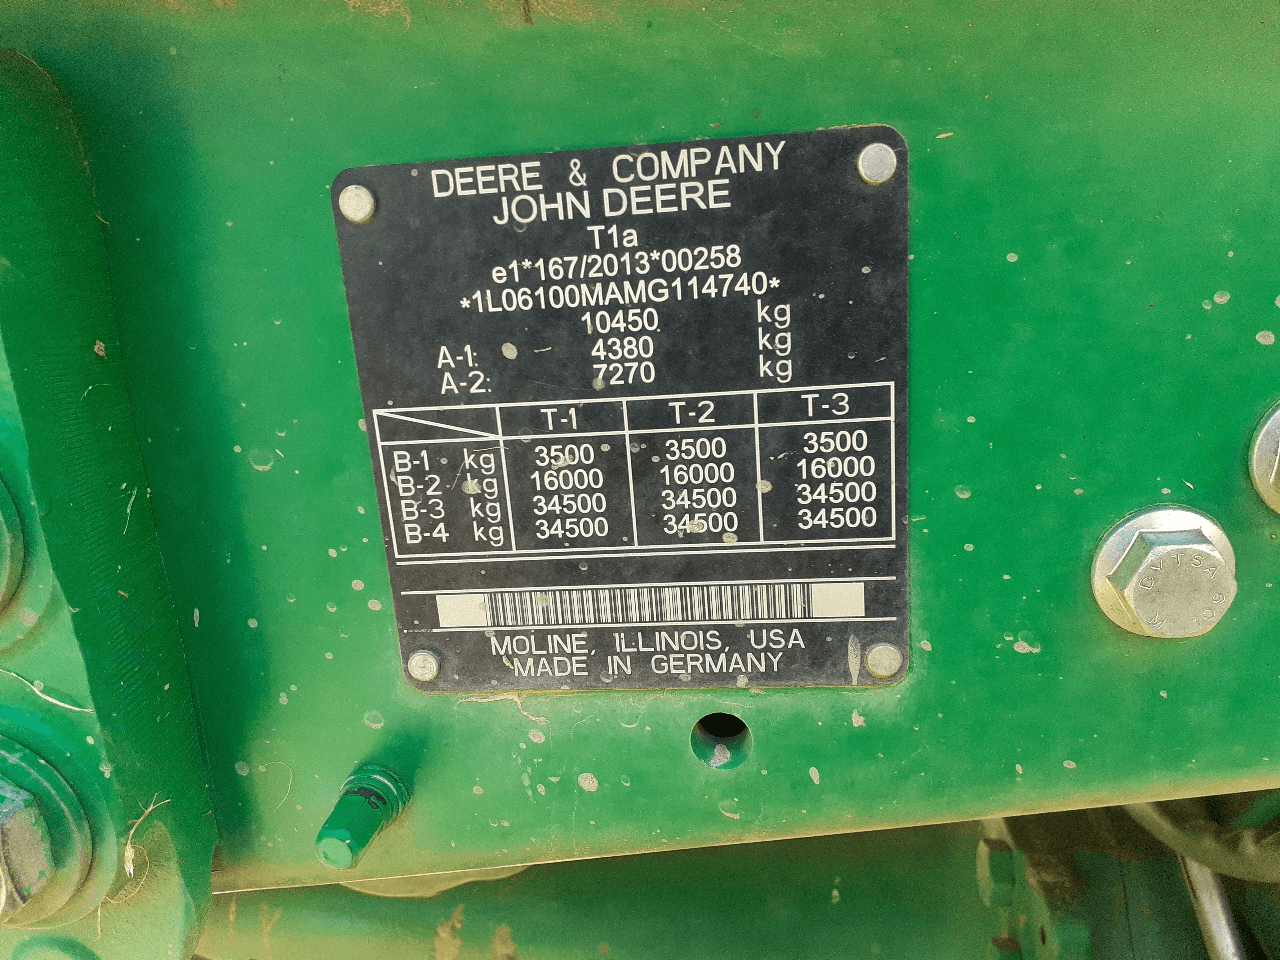 DEERE & COMPANY
JOHN DEERE
T1a
e1*167/2013*00258
*1L06100MAMG114740*
10450 kg
A-1: 4380 kg
A-2: 7270 kg
T-1 T-2 T-3
B-1 kg 3500 3500 3500
B-2 kg 16000 16000 16000
B-3 kg 34500 34500 34500
B-4 kg 34500 34500 34500
MOLINE, ILLINOIS, USA
MADE IN GERMANY